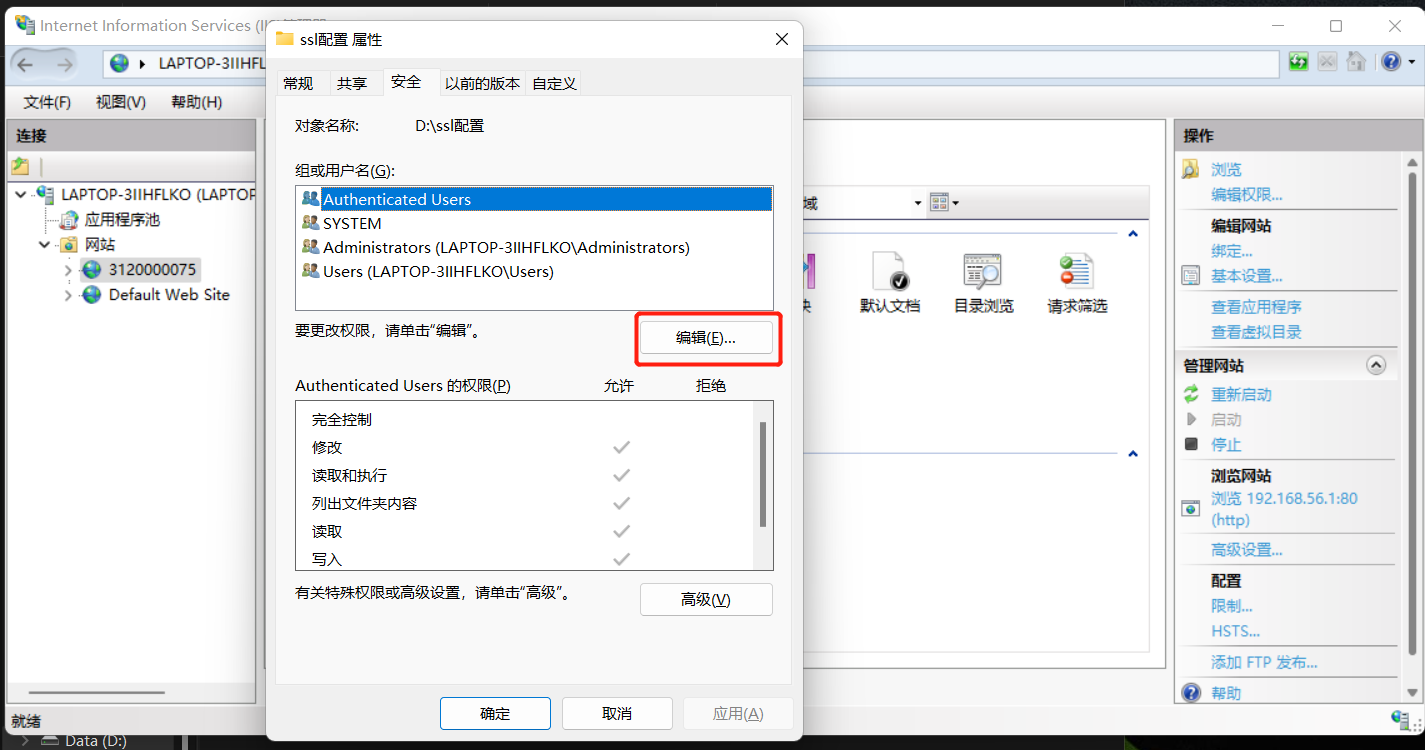 Internet Information Services (II
ssl配置 属性
LAPTOP-3IIHFL
文件(F) 视图(V) 帮助(H)
连接
LAPTOP-3IIHFLKO (LAPTOP
应用程序池
网站
3120000075
Default Web Site
就绪
Data (D:)
常规 共享 安全 以前的版本 自定义
对象名称: D:\ssl配置
组或用户名(G):
Authenticated Users
SYSTEM
Administrators (LAPTOP-3IIHFLKO\Administrators)
Users (LAPTOP-3IIHFLKO\Users)
要更改权限，请单击“编辑”。
编辑(E)...
Authenticated Users 的权限(P) 允许 拒绝
完全控制
修改
读取和执行
列出文件夹内容
读取
写入
有关特殊权限或高级设置，请单击“高级”。
高级(V)
确定 取消 应用(A)
域
块 默认文档 目录浏览 请求筛选
操作
浏览
编辑权限...
编辑网站
绑定...
基本设置...
查看应用程序
查看虚拟目录
管理网站
重新启动
启动
停止
浏览网站
浏览 192.168.56.1:80
(http)
高级设置...
配置
限制...
HSTS...
添加 FTP 发布...
帮助